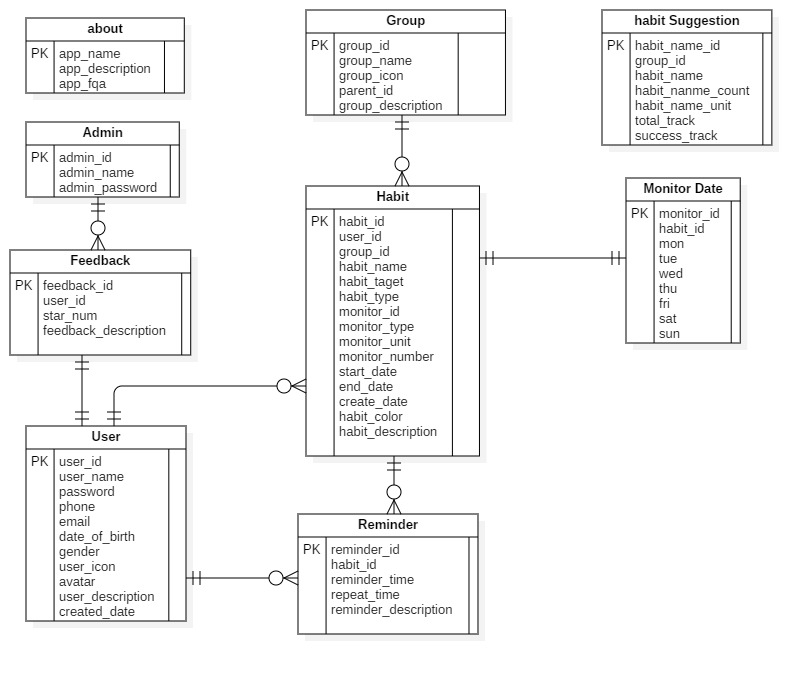 about
PK app_name
app_description
app_fqa
Admin
PK admin_id
admin_name
admin_password
Feedback
PK feedback_id
user_id
star_num
feedback_description
User
PK user_id
user_name
password
phone
email
date_of_birth
gender
user_icon
avatar
user_description
created_date
Group
PK group_id
group_name
group_icon
parent_id
group_description
Habit
PK habit_id
user_id
group_id
habit_name
habit_taget
habit_type
monitor_id
monitor_type
monitor_unit
monitor_number
start_date
end_date
create_date
habit_color
habit_description
Reminder
PK reminder_id
habit_id
reminder_time
repeat_time
reminder_description
habit Suggestion
PK habit_name_id
group_id
habit_name
habit_nanme_count
habit_name_unit
total_track
success_track
Monitor Date
PK monitor_id
habit_id
mon
tue
wed
thu
fri
sat
sun